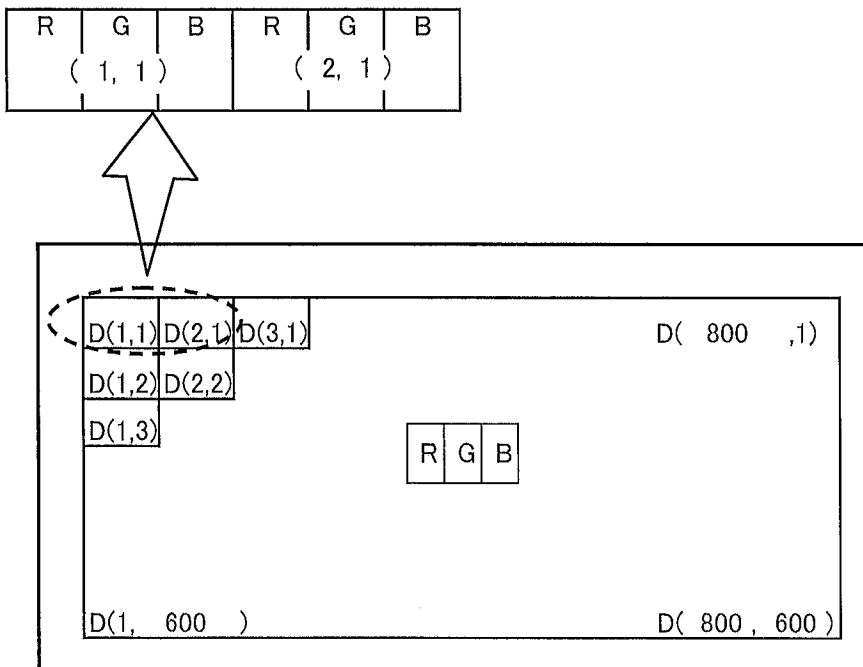 R G B R G B
( 1, 1 ) ( 2, 1 )
D(1,1) D(2,1) D(3,1) D( 800 ,1)
D(1,2) D(2,2)
D(1,3)
R G B
D(1, 600 ) D( 800 , 600 )